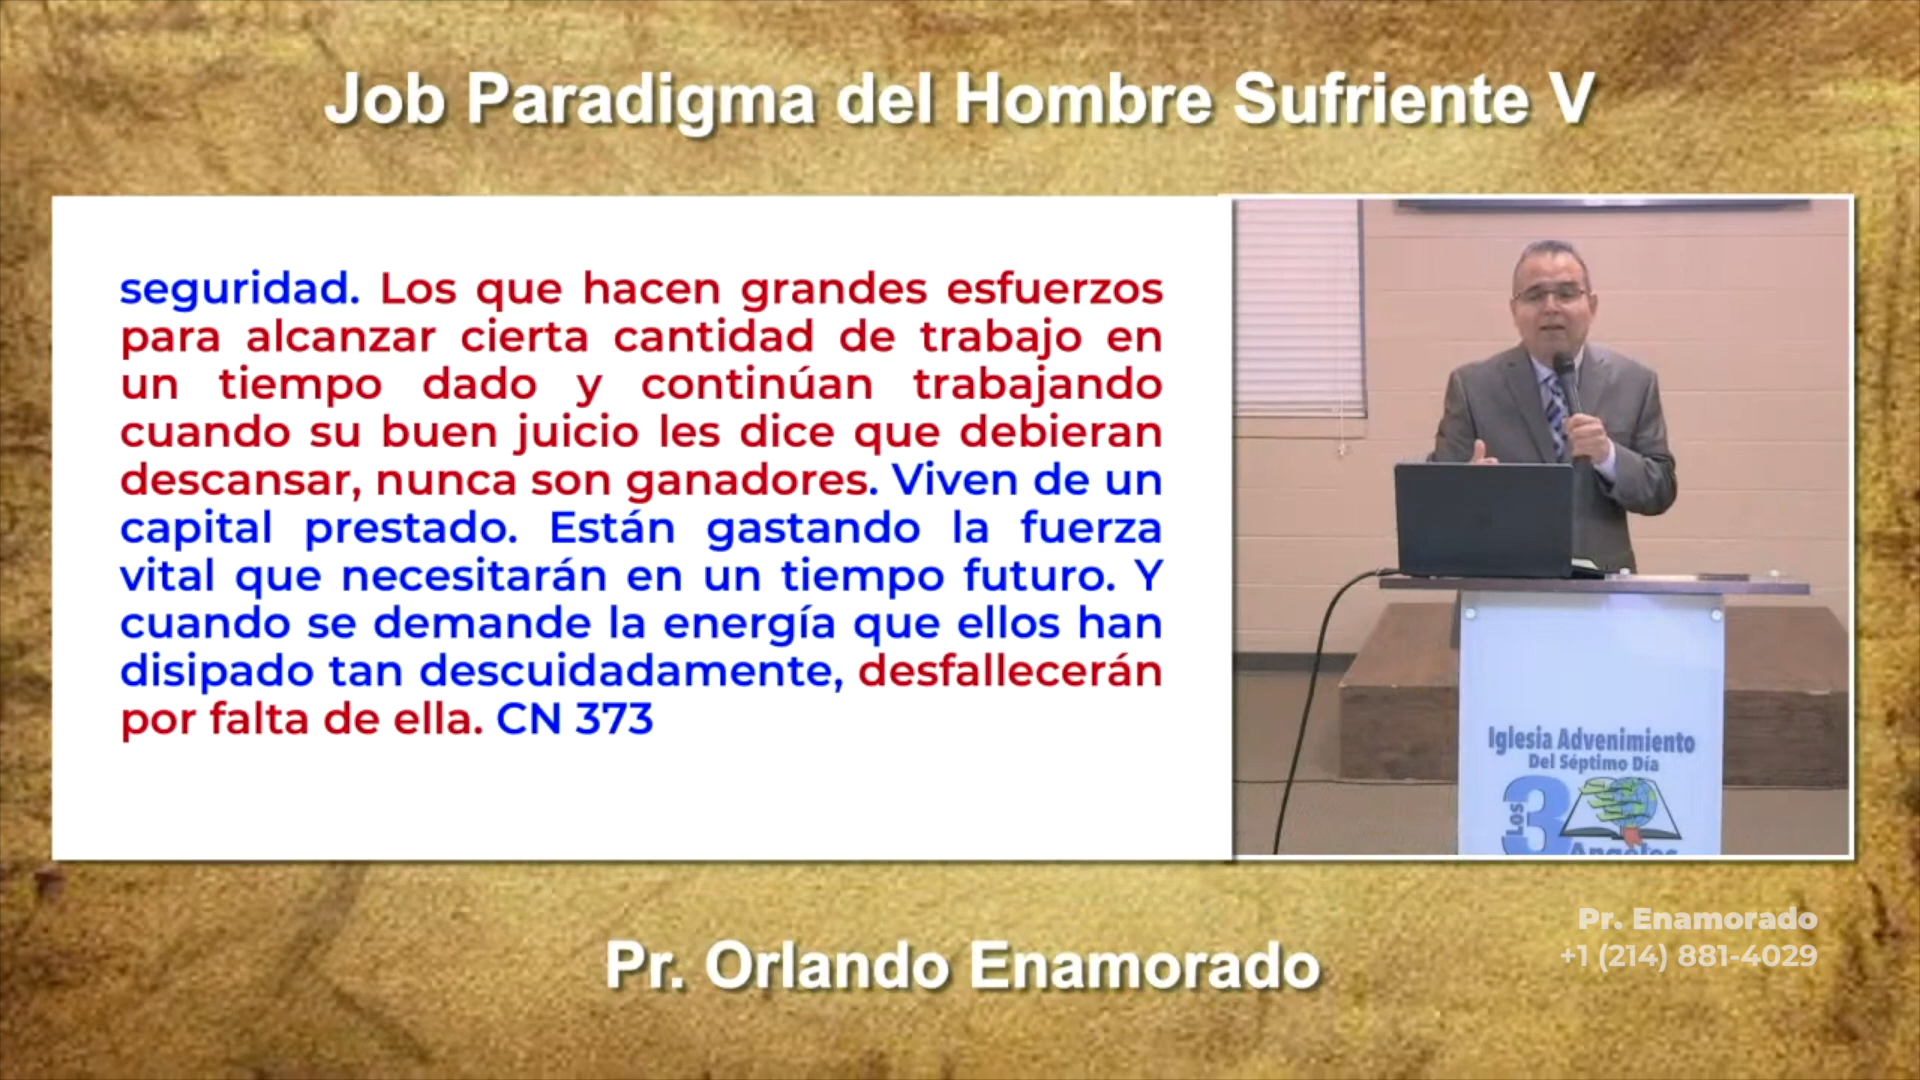 Job Paradigma del Hombre Sufriente V
seguridad. Los que hacen grandes esfuerzos
para alcanzar cierta cantidad de trabajo en
un tiempo dado y continúan trabajando
cuando su buen juicio les dice que debieran
descansar, nunca son ganadores. Viven de un
capital prestado. Están gastando la fuerza
vital que necesitarán en un tiempo futuro. Y
cuando se demande la energía que ellos han
disipado tan descuidadamente, desfallecerán
por falta de ella. CN 373
Iglesia Advenimiento
Del Séptimo Día
Los 3
Angeles
Pr. Enamorado
+1 (214) 881-4029
Pr. Orlando Enamorado